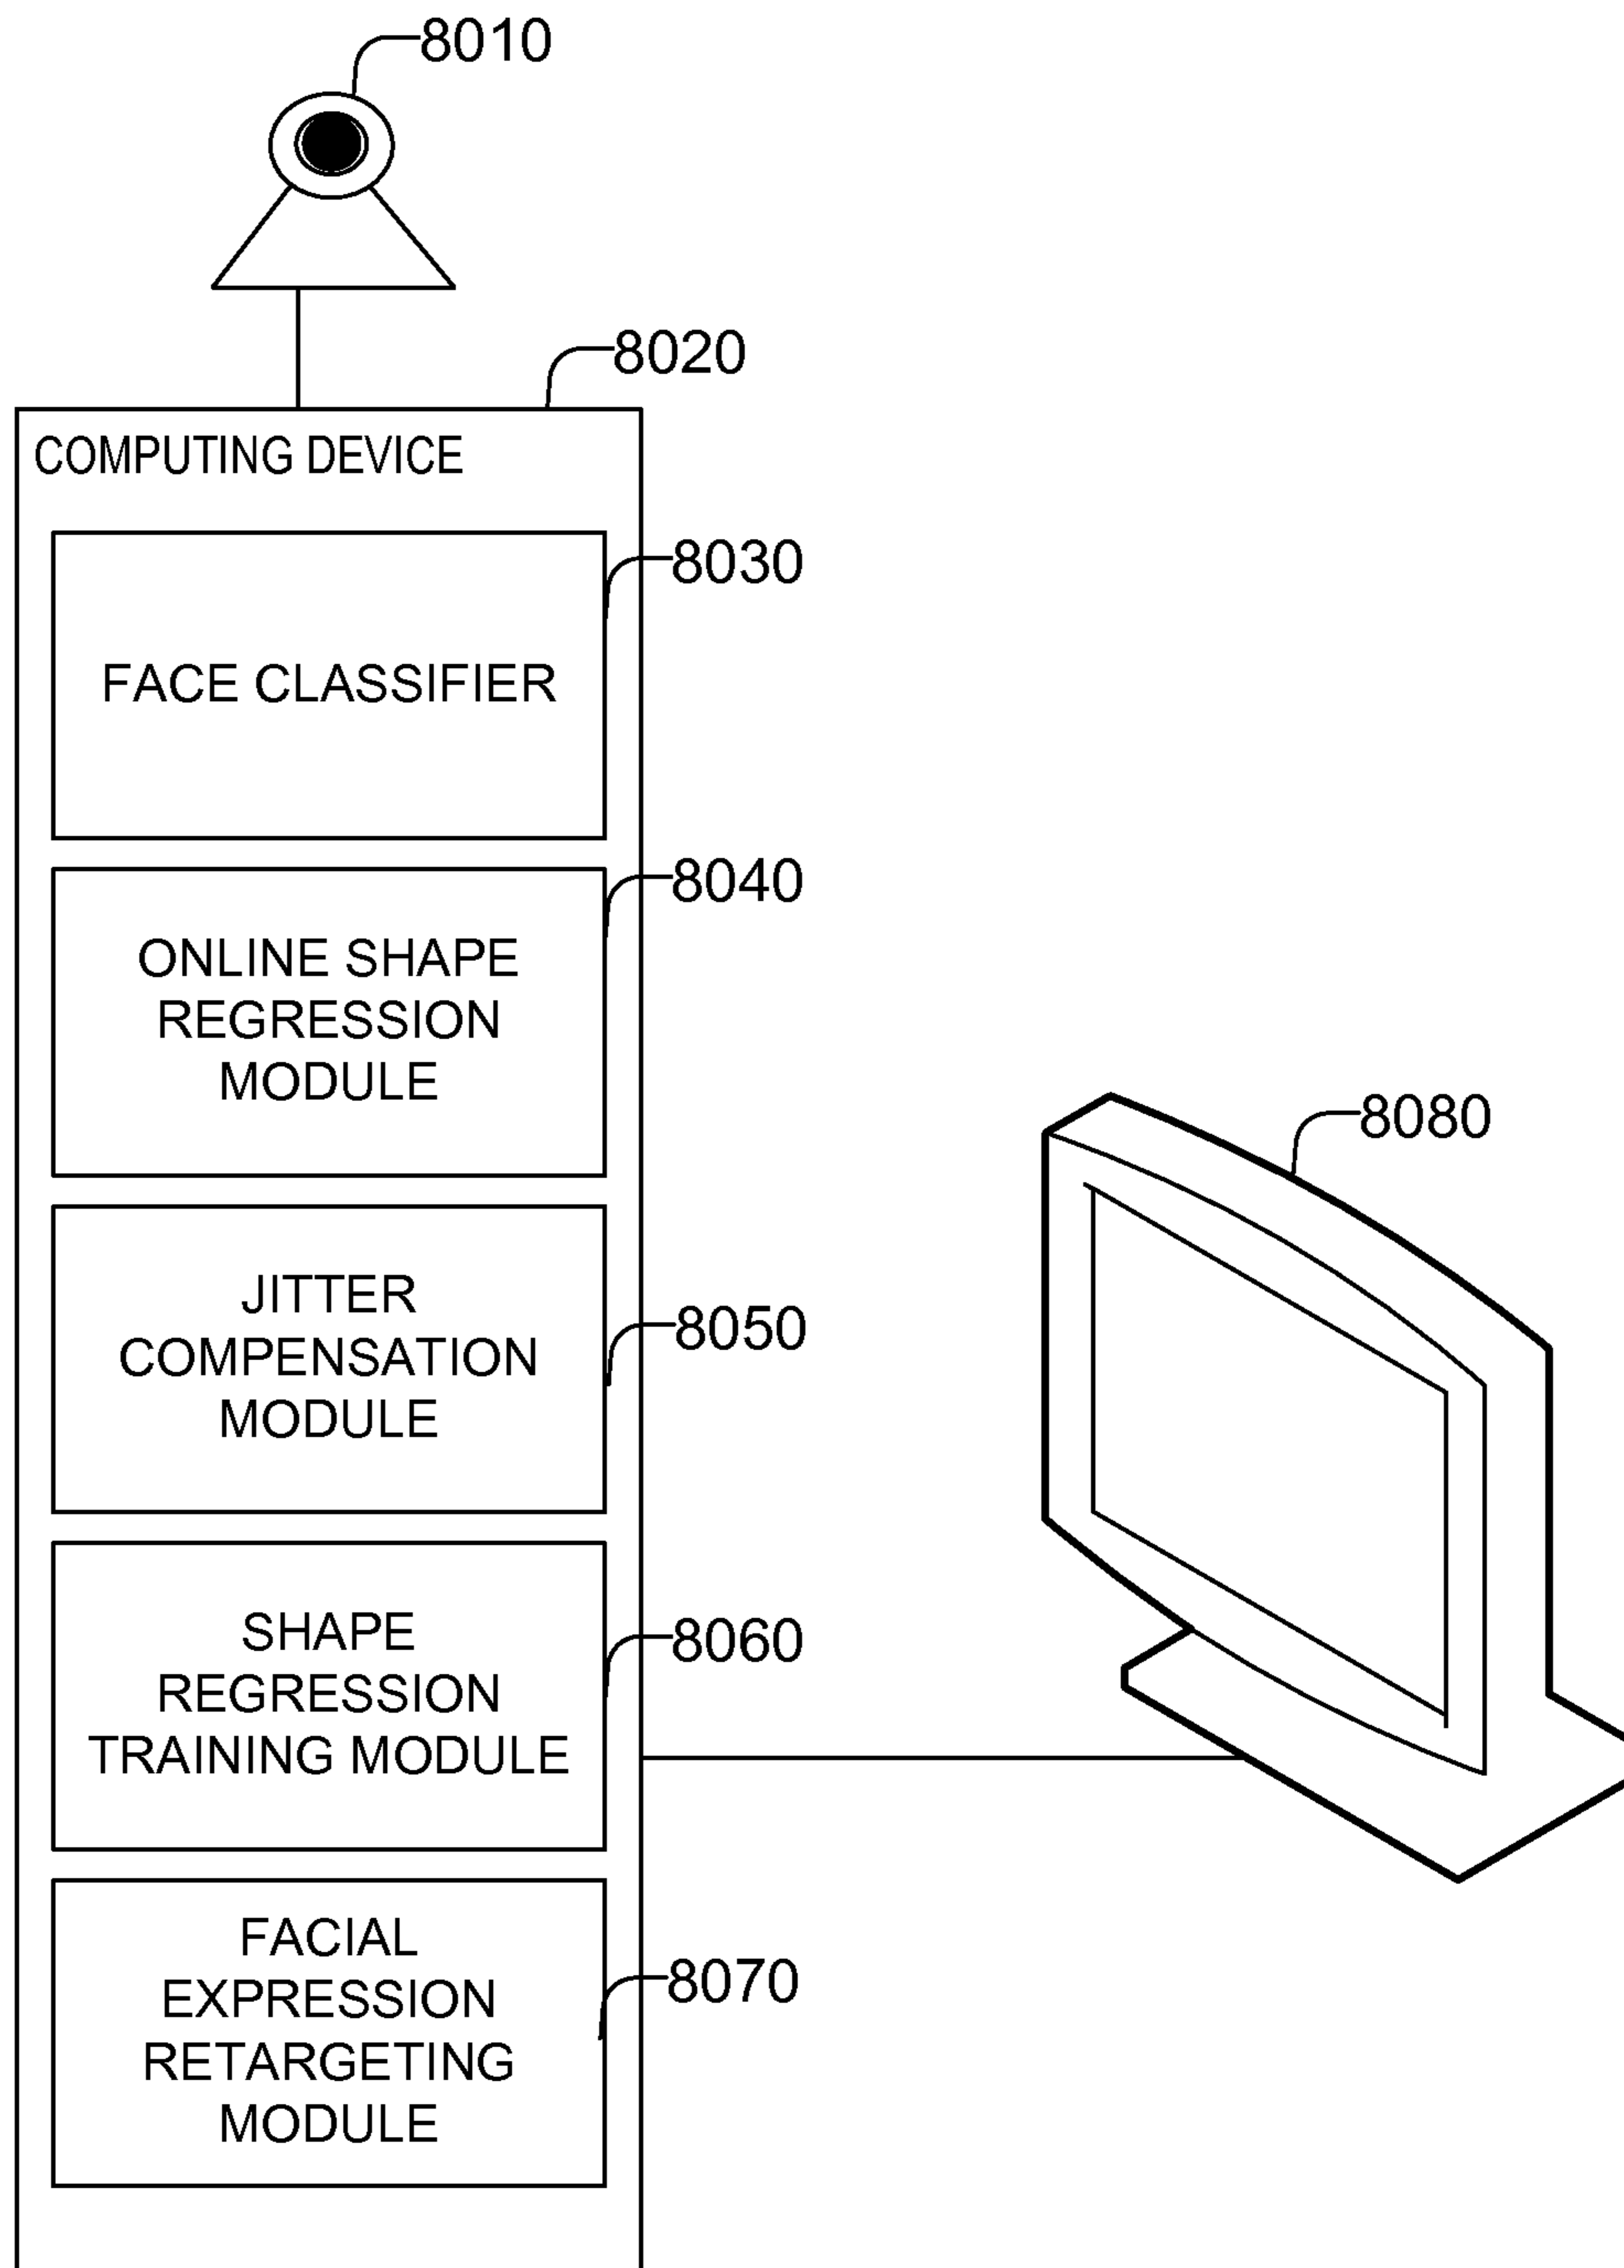 8010
8020
COMPUTING DEVICE
8030
FACE CLASSIFIER
8040
ONLINE SHAPE
REGRESSION
MODULE
8080
JITTER
COMPENSATION
MODULE
8050
SHAPE
REGRESSION
TRAINING MODULE
8060
FACIAL
EXPRESSION
RETARGETING
MODULE
8070